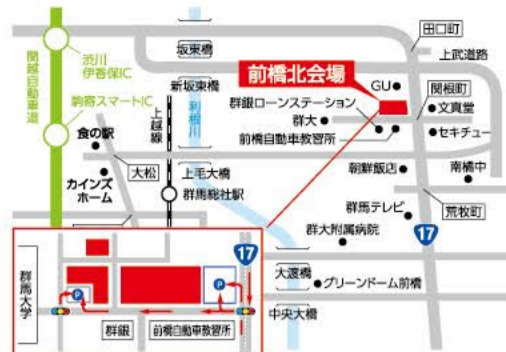 田口町
上武道路
坂東橋
渋川
伊香保IC
関越自動車道
新坂東橋
前橋北会場
GU
関根町
駒寄スマートIC
上越線
利根川
群銀ローンステーション
文真堂
食の駅
群大
前橋自動車教習所
セキチュー
大松
上毛大橋
朝鮮飯店
南橘中
カインズ
ホーム
群馬総社駅
荒牧町
群馬テレビ
17
群大附属病院
17
大渡橋
グリーンドーム前橋
中央大橋
群馬大学
P
P
群銀
前橋自動車教習所